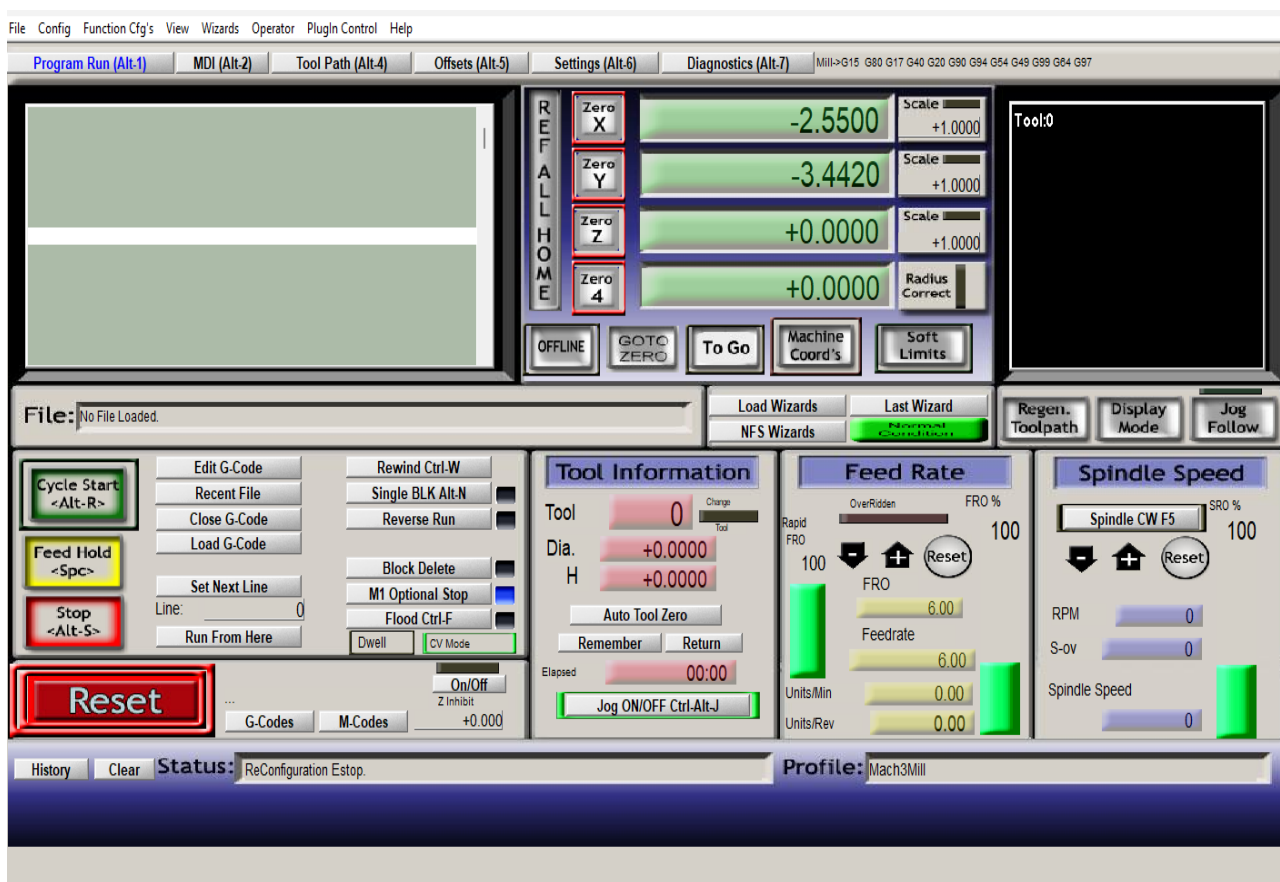 File Config Function Cfg's View Wizards Operator PlugIn Control Help
Program Run (Alt-1) MDI (Alt-2) Tool Path (Alt-4) Offsets (Alt-5) Settings (Alt-6) Diagnostics (Alt-7) Mill->G15 G80 G17 G40 G20 G90 G94 G54 G49 G99 G64 G97
REF ALL HOME
Zero X -2.5500 Scale +1.0000
Zero Y -3.4420 Scale +1.0000
Zero Z +0.0000 Scale +1.0000
Zero 4 +0.0000 Radius Correct
OFFLINE GOTO ZERO To Go Machine Coord's Soft Limits
Tool:0
File: No File Loaded.
Load Wizards Last Wizard
NFS Wizards Normal Condition
Regen. Toolpath Display Mode Jog Follow
Cycle Start <Alt-R>
Feed Hold <Spc>
Stop <Alt-S>
Edit G-Code
Recent File
Close G-Code
Load G-Code
Set Next Line
Line: 0
Run From Here
Rewind Ctrl-W
Single BLK Alt-N
Reverse Run
Block Delete
M1 Optional Stop
Flood Ctrl-F
Dwell CV Mode
Reset
...
G-Codes M-Codes
On/Off
Z Inhibit
+0.000
Tool Information
Tool 0 Change Tool
Dia. +0.0000
H +0.0000
Auto Tool Zero
Remember Return
Elapsed 00:00
Jog ON/OFF Ctrl-Alt-J
Feed Rate
OverRidden FRO %
100
Rapid FRO
100
Reset
FRO
6.00
Feedrate
6.00
Units/Min 0.00
Units/Rev 0.00
Spindle Speed
Spindle CW F5
SRO %
100
Reset
RPM 0
S-ov 0
Spindle Speed
0
History Clear Status: ReConfiguration Estop. Profile: Mach3Mill